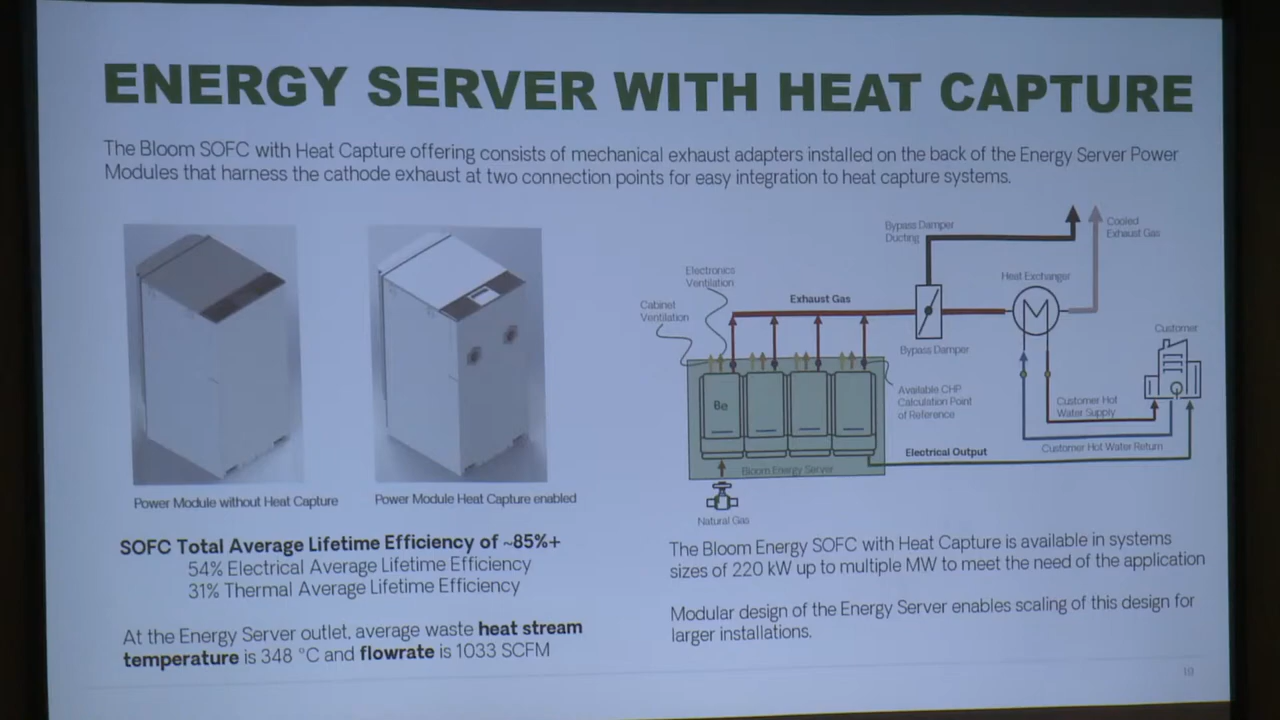 ENERGY SERVER WITH HEAT CAPTURE
The Bloom SOFC with Heat Capture offering consists of mechanical exhaust adapters installed on the back of the Energy Server Power
Modules that harness the cathode exhaust at two connection points for easy integration to heat capture systems.
Power Module without Heat Capture
Power Module Heat Capture enabled
SOFC Total Average Lifetime Efficiency of ~85%+
54% Electrical Average Lifetime Efficiency
31% Thermal Average Lifetime Efficiency
At the Energy Server outlet, average waste heat stream
temperature is 348 °C and flowrate is 1033 SCFM
Bypass Damper
Ducting
Cooled
Exhaust Gas
Electronics
Ventilation
Heat Exchanger
Cabinet
Ventilation
Exhaust Gas
Customer
Bypass Damper
Available CHP
Calculation Point
of Reference
Be
Customer Hot
Water Supply
Customer Hot Water Return
Electrical Output
Bloom Energy Server
Natural Gas
The Bloom Energy SOFC with Heat Capture is available in systems
sizes of 220 kW up to multiple MW to meet the need of the application
Modular design of the Energy Server enables scaling of this design for
larger installations.
19